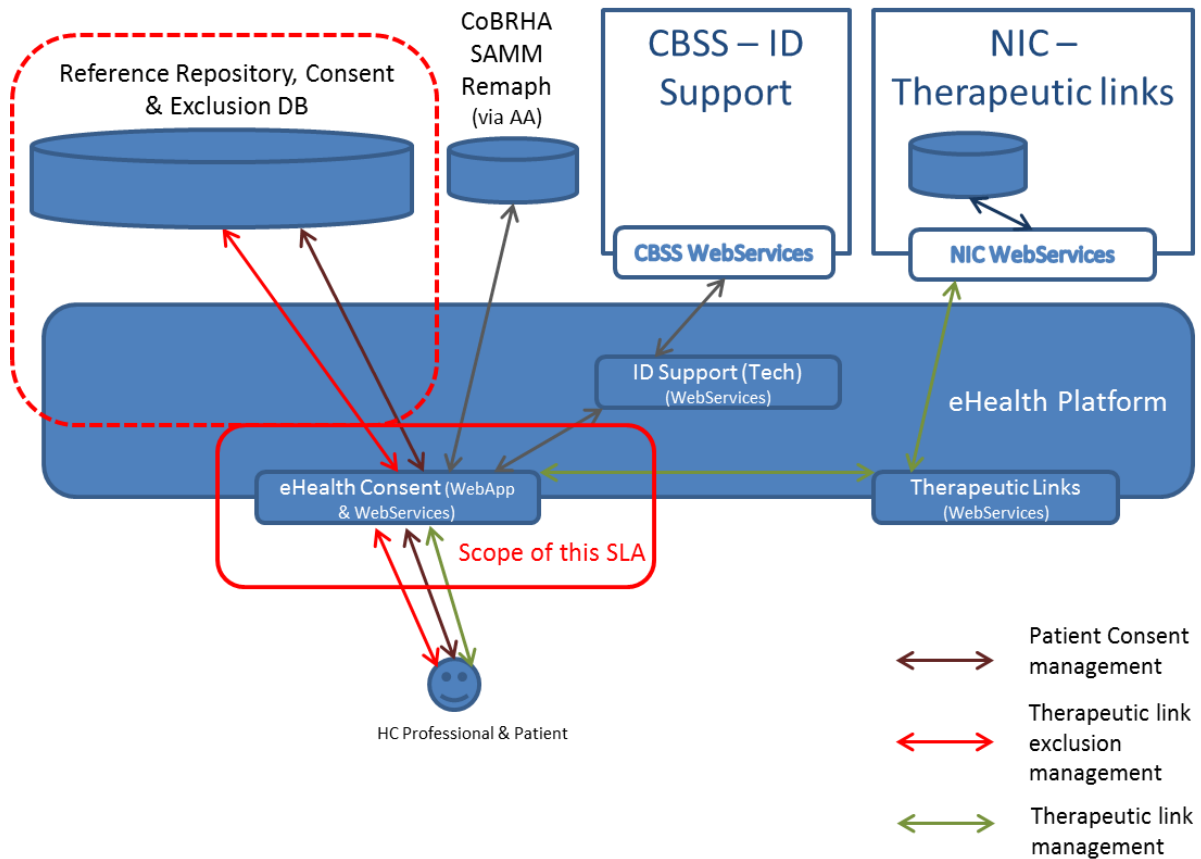 Reference Repository, Consent
& Exclusion DB
CoBRHA
SAMM
Remaph
(via AA)
CBSS – ID
Support
NIC –
Therapeutic links
CBSS WebServices
NIC WebServices
ID Support (Tech)
(WebServices)
eHealth Platform
eHealth Consent (WebApp
& WebServices)
Therapeutic Links
(WebServices)
Scope of this SLA
HC Professional & Patient
Patient Consent
management
Therapeutic link
exclusion
management
Therapeutic link
management